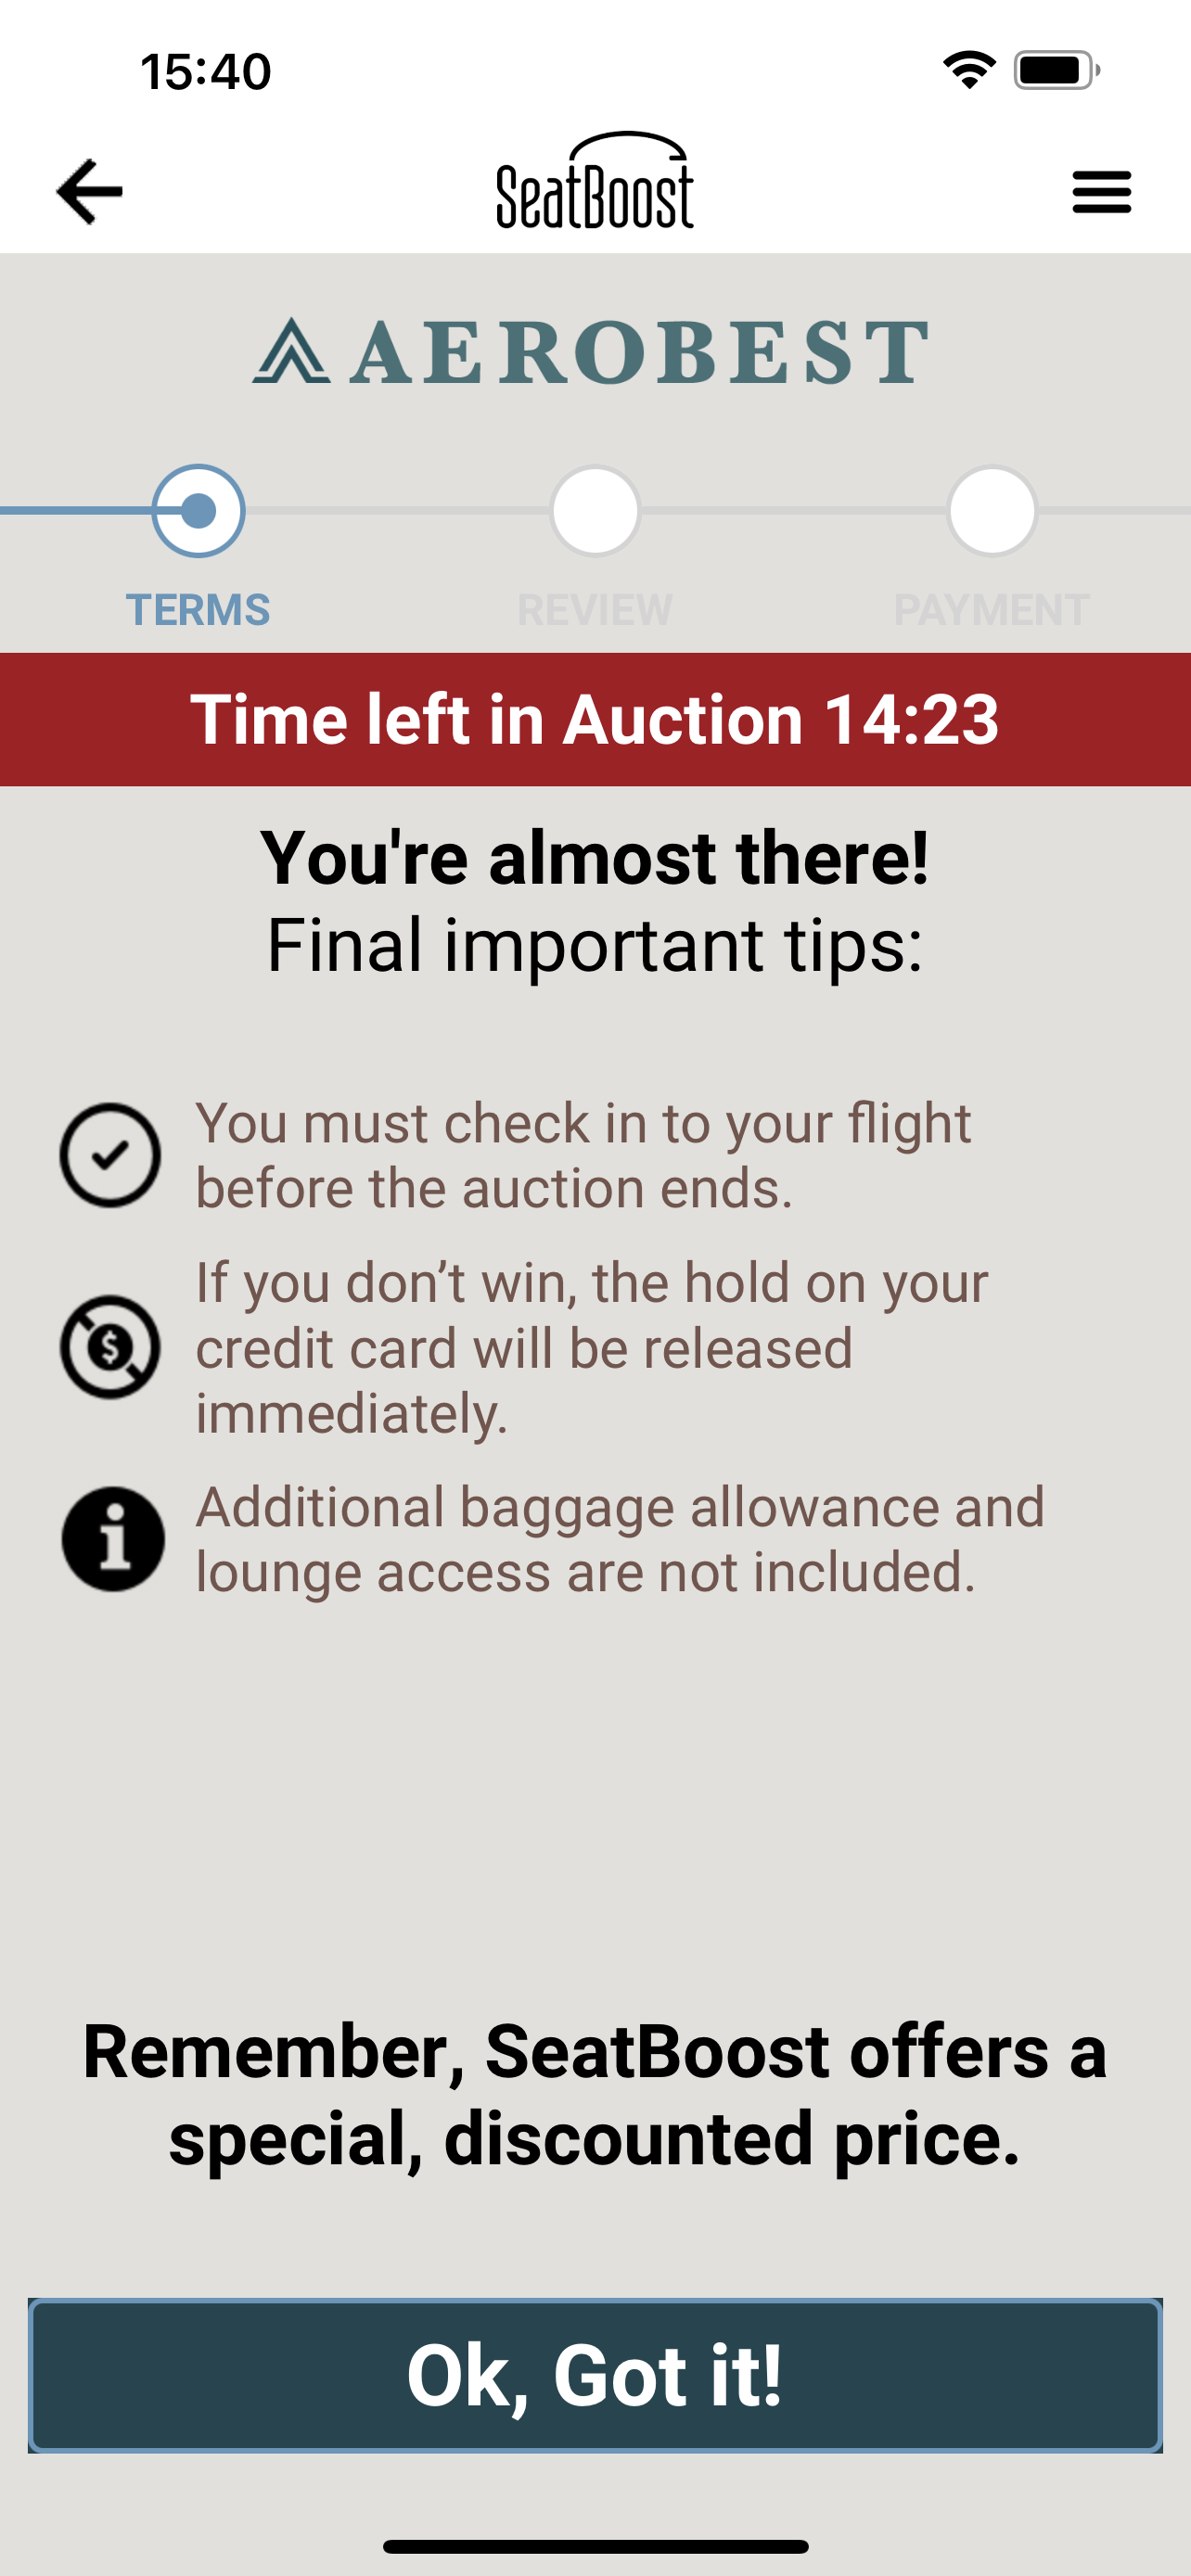 15:40
SeatBoost
AEROBEST
TERMS REVIEW PAYMENT
Time left in Auction 14:23
You're almost there!
Final important tips:
You must check in to your flight
before the auction ends.
If you don’t win, the hold on your
credit card will be released
immediately.
Additional baggage allowance and
lounge access are not included.
Remember, SeatBoost offers a
special, discounted price.
Ok, Got it!